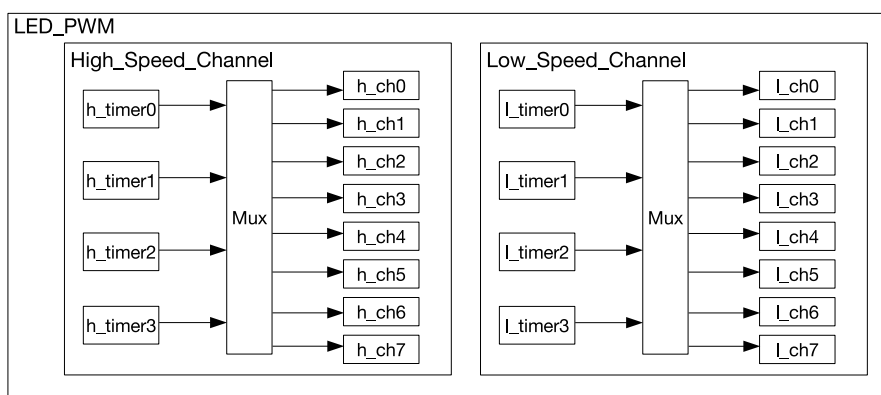 LED_PWM
High_Speed_Channel
h_timer0
h_timer1
h_timer2
h_timer3
Mux
h_ch0
h_ch1
h_ch2
h_ch3
h_ch4
h_ch5
h_ch6
h_ch7
Low_Speed_Channel
l_timer0
l_timer1
l_timer2
l_timer3
Mux
l_ch0
l_ch1
l_ch2
l_ch3
l_ch4
l_ch5
l_ch6
l_ch7